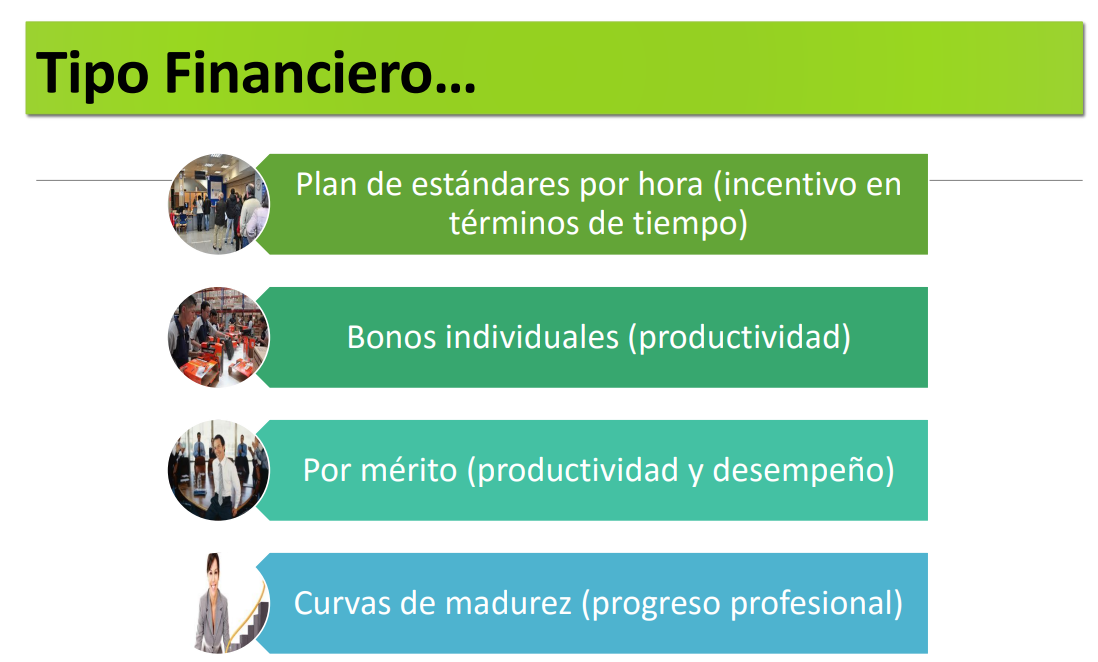 Tipo Financiero...
Plan de estándares por hora (incentivo en
términos de tiempo)
Bonos individuales (productividad)
Por mérito (productividad y desempeño)
Curvas de madurez (progreso profesional)